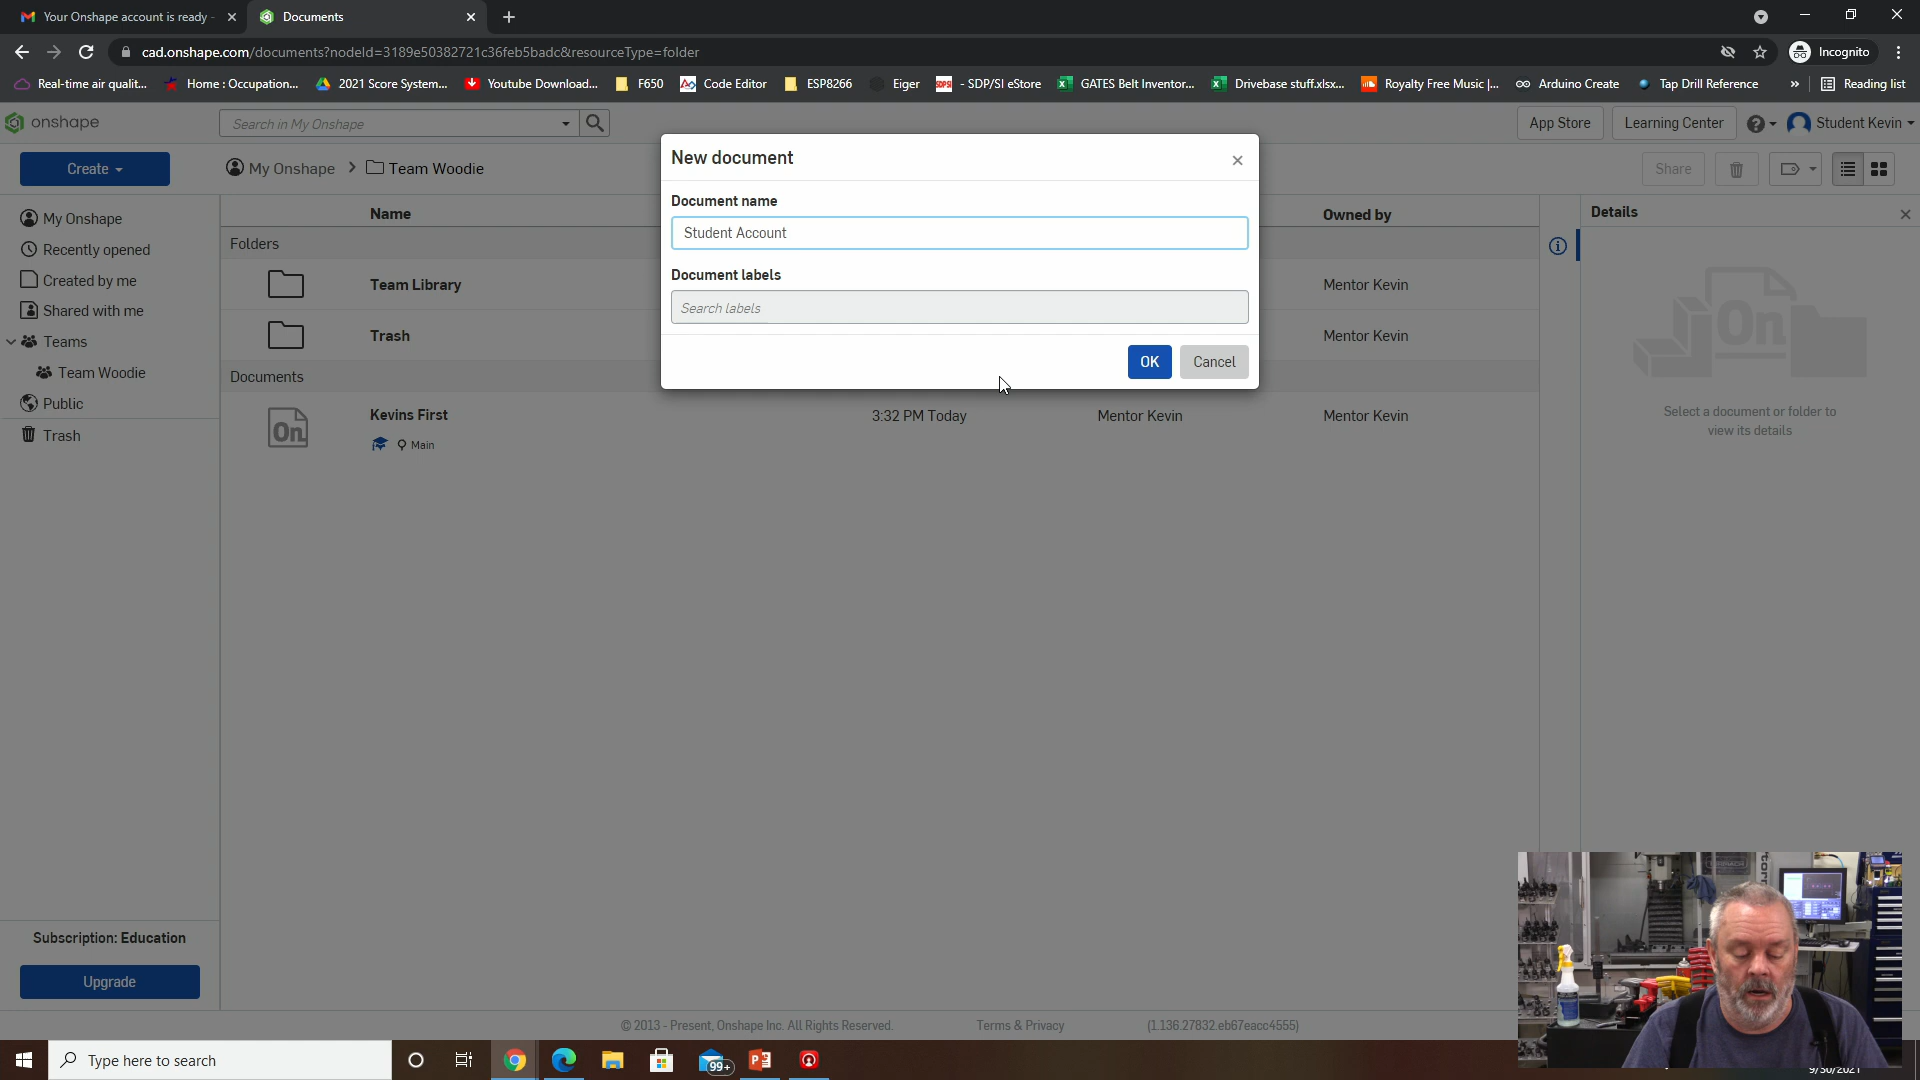 Your Onshape account is ready -
Documents
cad.onshape.com/documents?nodeId=3189e50382721c36feb5badc&resourceType=folder
Incognito
Real-time air qualit...
Home : Occupation...
2021 Score System...
Youtube Download...
F650
Code Editor
ESP8266
Eiger
- SDP/SI eStore
GATES Belt Inventor...
Drivebase stuff.xlsx...
Royalty Free Music |...
Arduino Create
Tap Drill Reference
»
Reading list
onshape
Search in My Onshape
App Store
Learning Center
Student Kevin
Create
My Onshape > Team Woodie
Share
My Onshape
Recently opened
Created by me
Shared with me
Teams
Team Woodie
Public
Trash
Name
Owned by
Folders
Team Library
Mentor Kevin
Trash
Mentor Kevin
Documents
Kevins First
3:32 PM Today
Mentor Kevin
Mentor Kevin
On
Main
New document
Document name
Student Account
Document labels
Search labels
OK
Cancel
Details
On
Select a document or folder to
view its details
Subscription: Education
Upgrade
© 2013 - Present, Onshape Inc. All Rights Reserved.
Terms & Privacy
(1.136.27832.eb67eacc4555)
Type here to search
99+
9/30/2021